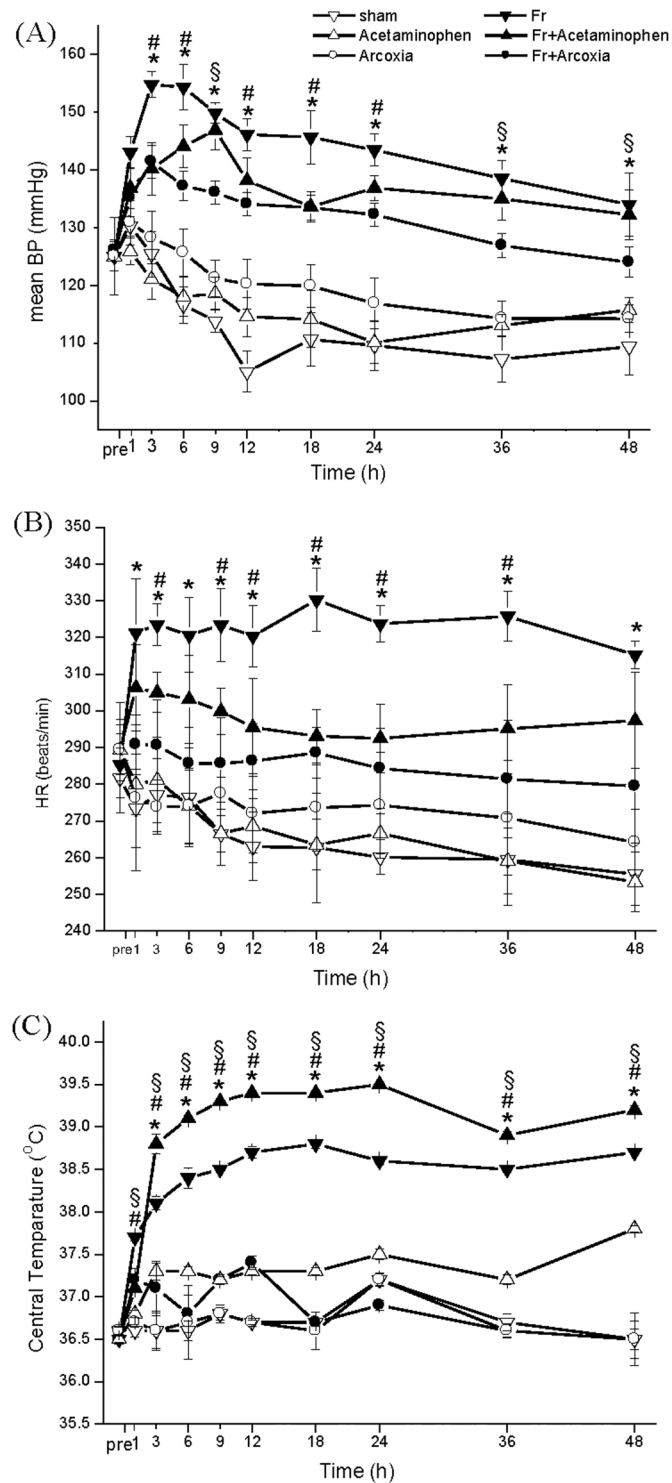 (A)
sham
Fr
Acetaminophen
Fr+Acetaminophen
Arcoxia
Fr+Arcoxia
# # § # # # § §
* * * * * * * *
160
150
140
130
120
110
100
mean BP (mmHg)
pre 1 3 6 9 12 18 24 36 48
Time (h)
(B)
# # # # # #
* * * * * * * * *
350
340
330
320
310
300
290
280
270
260
250
240
HR (beats/min)
pre1 3 6 9 12 18 24 36 48
Time (h)
(C)
§ § § § § § § § §
# # # # # # # # #
* * * * * * * *
40.0
39.5
39.0
38.5
38.0
37.5
37.0
36.5
36.0
35.5
Central Temparature (°C)
pre1 3 6 9 12 18 24 36 48
Time (h)